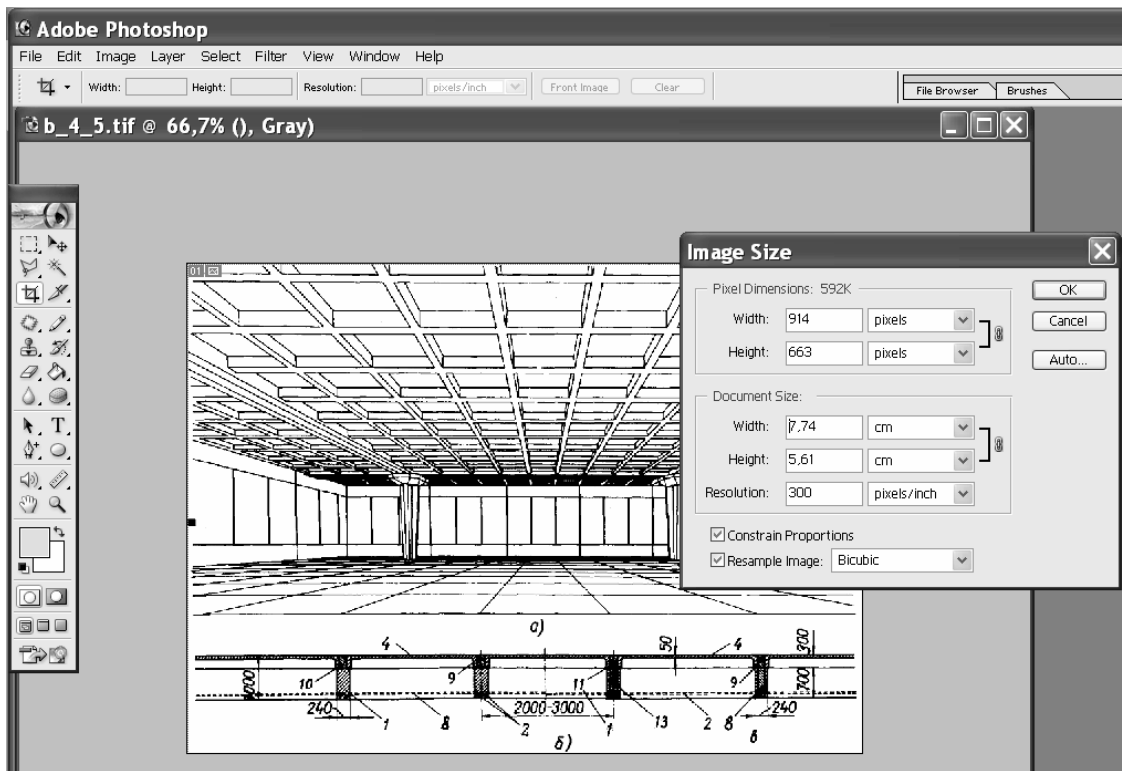 Adobe Photoshop
File Edit Image Layer Select Filter View Window Help
Width: Height: Resolution: pixels/inch Front Image Clear
File Browser Brushes
b_4_5.tif @ 66,7% (), Gray)
01
Image Size
Pixel Dimensions: 592K
Width: 914 pixels
Height: 663 pixels
Document Size:
Width: 7,74 cm
Height: 5,61 cm
Resolution: 300 pixels/inch
Constrain Proportions
Resample Image: Bicubic
OK
Cancel
Auto...
а)
4 50 4 300
10 9 11 9 700
240 1 8 2 2000-3000 1 13 2 8 240
б) в